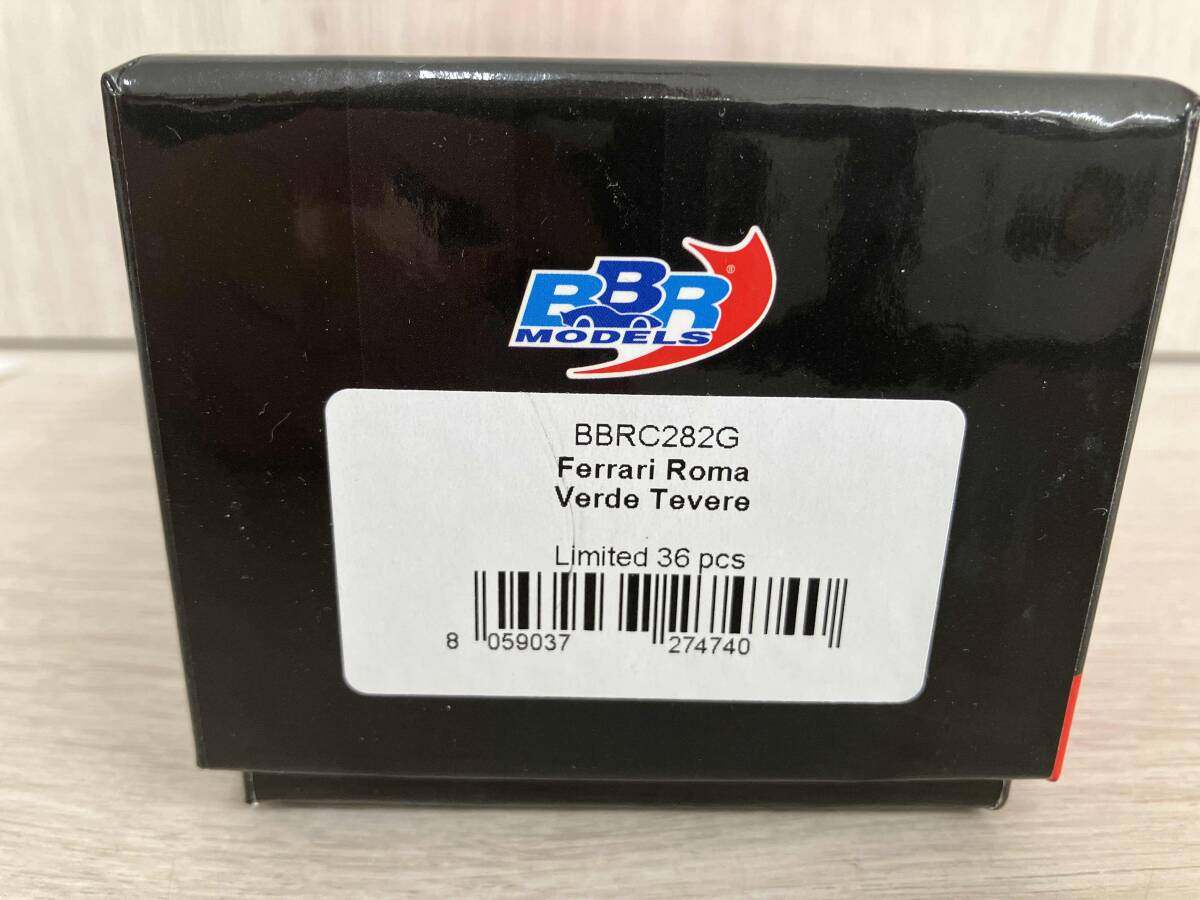 BBR®
MODELS
BBRC282G
Ferrari Roma
Verde Tevere
Limited 36 pcs
8 059037 274740